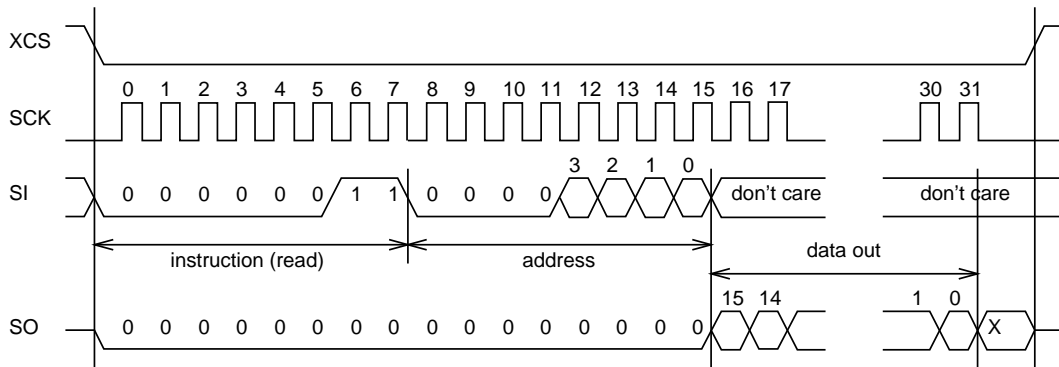 XCS
0 1 2 3 4 5 6 7 8 9 10 11 12 13 14 15 16 17 30 31
SCK
3 2 1 0
SI 0 0 0 0 0 0 1 1 0 0 0 0 don't care don't care
instruction (read) address data out
15 14 1 0
SO 0 0 0 0 0 0 0 0 0 0 0 0 0 0 0 0 X